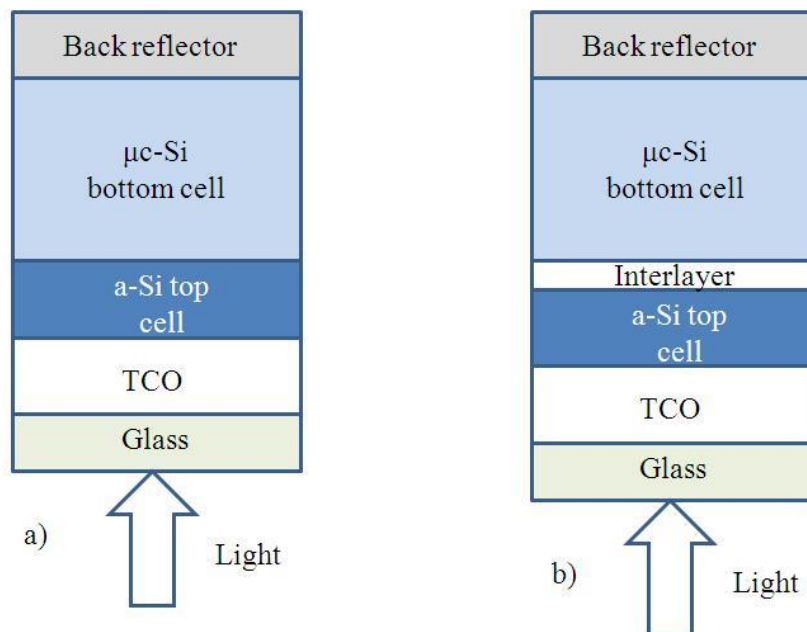 Back reflector
μc-Si
bottom cell
a-Si top
cell
TCO
Glass
a)
Light
Back reflector
μc-Si
bottom cell
Interlayer
a-Si top
cell
TCO
Glass
b)
Light